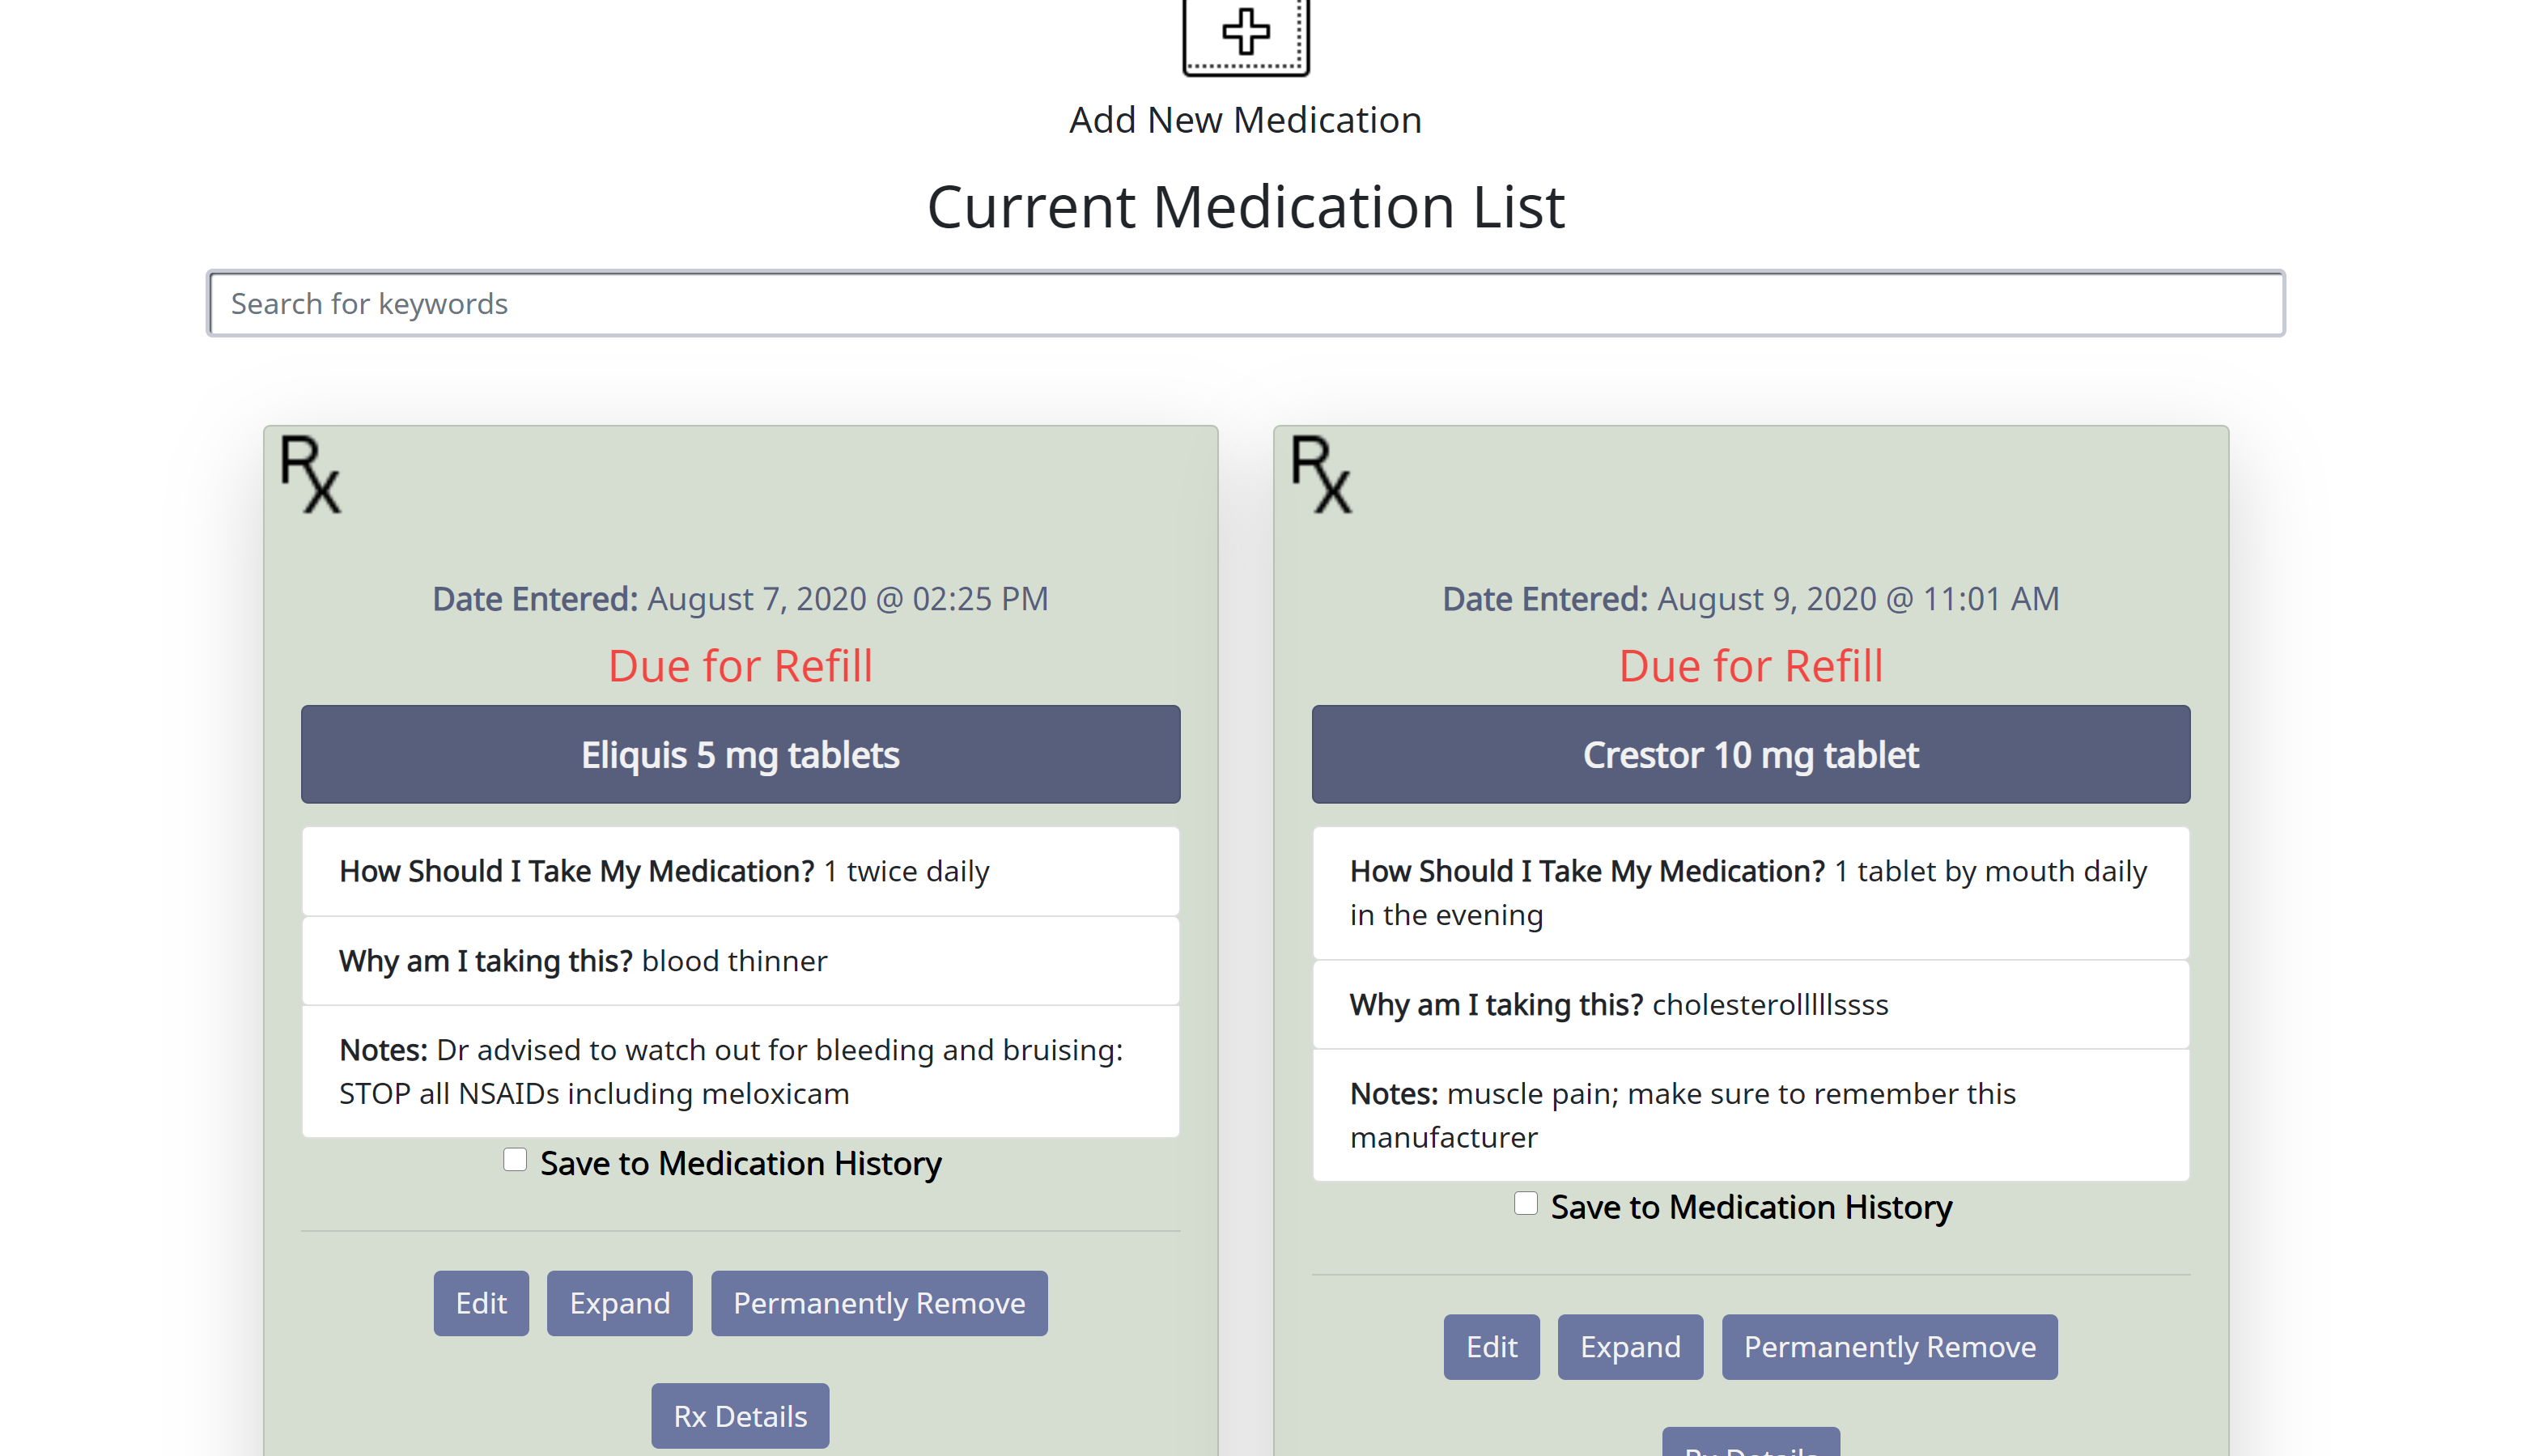 Add New Medication
Current Medication List
Search for keywords
Rx
Date Entered: August 7, 2020 @ 02:25 PM
Due for Refill
Eliquis 5 mg tablets
How Should I Take My Medication? 1 twice daily
Why am I taking this? blood thinner
Notes: Dr advised to watch out for bleeding and bruising:
STOP all NSAIDs including meloxicam
Save to Medication History
Edit Expand Permanently Remove
Rx Details
Rx
Date Entered: August 9, 2020 @ 11:01 AM
Due for Refill
Crestor 10 mg tablet
How Should I Take My Medication? 1 tablet by mouth daily
in the evening
Why am I taking this? cholesterolllllssss
Notes: muscle pain; make sure to remember this
manufacturer
Save to Medication History
Edit Expand Permanently Remove
Rx Details